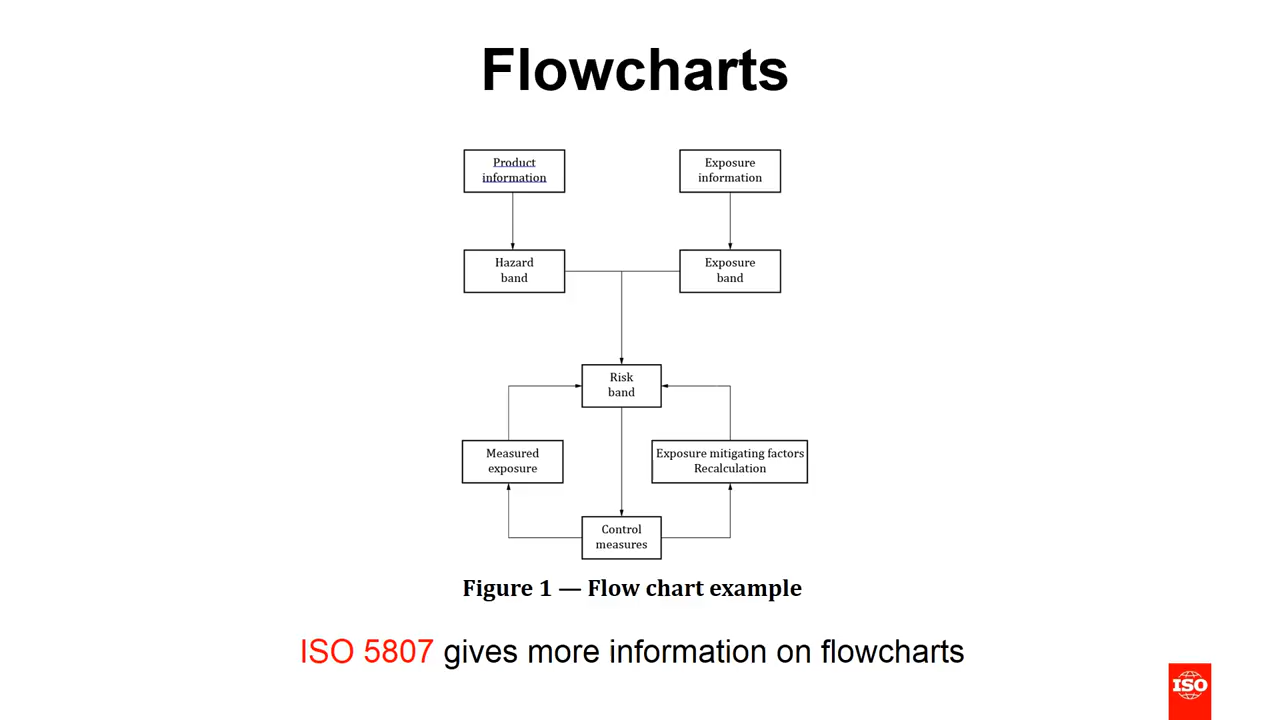 Flowcharts
Product
information
Exposure
information
Hazard
band
Exposure
band
Risk
band
Measured
exposure
Exposure mitigating factors
Recalculation
Control
measures
Figure 1 — Flow chart example
ISO 5807 gives more information on flowcharts
ISO